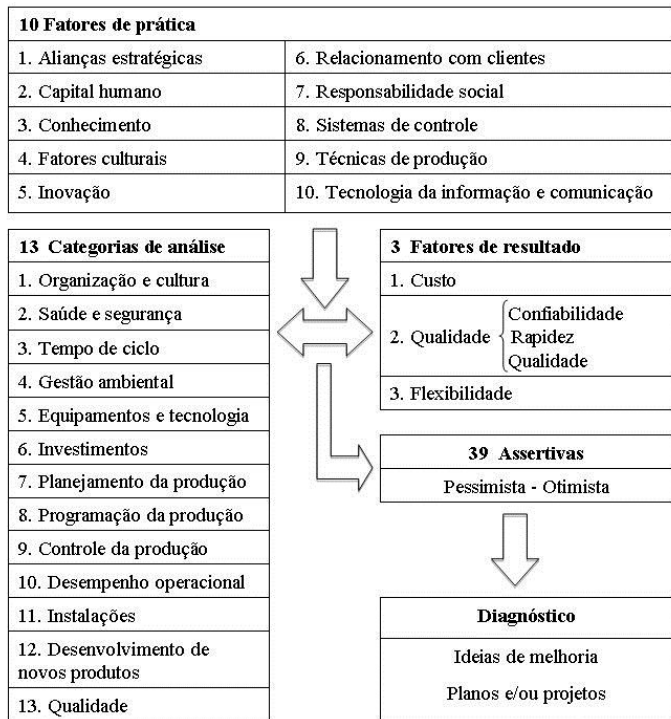 10 Fatores de prática
1. Alianças estratégicas
2. Capital humano
3. Conhecimento
4. Fatores culturais
5. Inovação
6. Relacionamento com clientes
7. Responsabilidade social
8. Sistemas de controle
9. Técnicas de produção
10. Tecnologia da informação e comunicação
13 Categorias de análise
1. Organização e cultura
2. Saúde e segurança
3. Tempo de ciclo
4. Gestão ambiental
5. Equipamentos e tecnologia
6. Investimentos
7. Planejamento da produção
8. Programação da produção
9. Controle da produção
10. Desempenho operacional
11. Instalações
12. Desenvolvimento de
novos produtos
13. Qualidade
3 Fatores de resultado
1. Custo
2. Qualidade
Confiabilidade
Rapidez
Qualidade
3. Flexibilidade
39 Assertivas
Pessimista - Otimista
Diagnóstico
Ideias de melhoria
Planos e/ou projetos